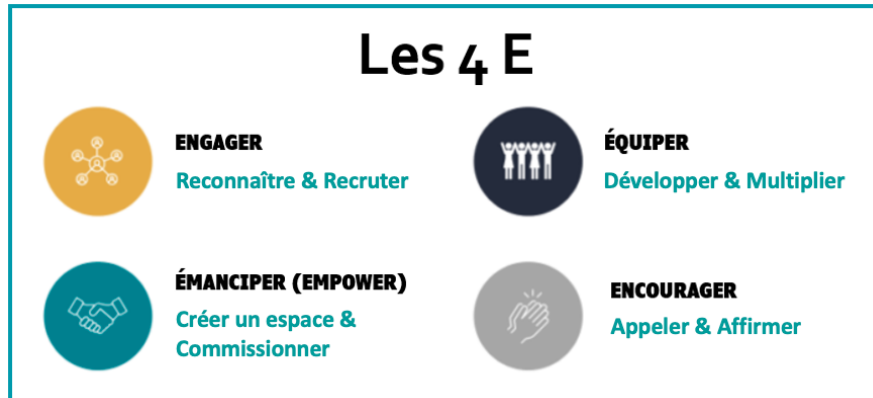 Les 4 E
ENGAGER
Reconnaître & Recruter
ÉQUIPER
Développer & Multiplier
ÉMANCIPER (EMPOWER)
Créer un espace &
Commissionner
ENCOURAGER
Appeler & Affirmer